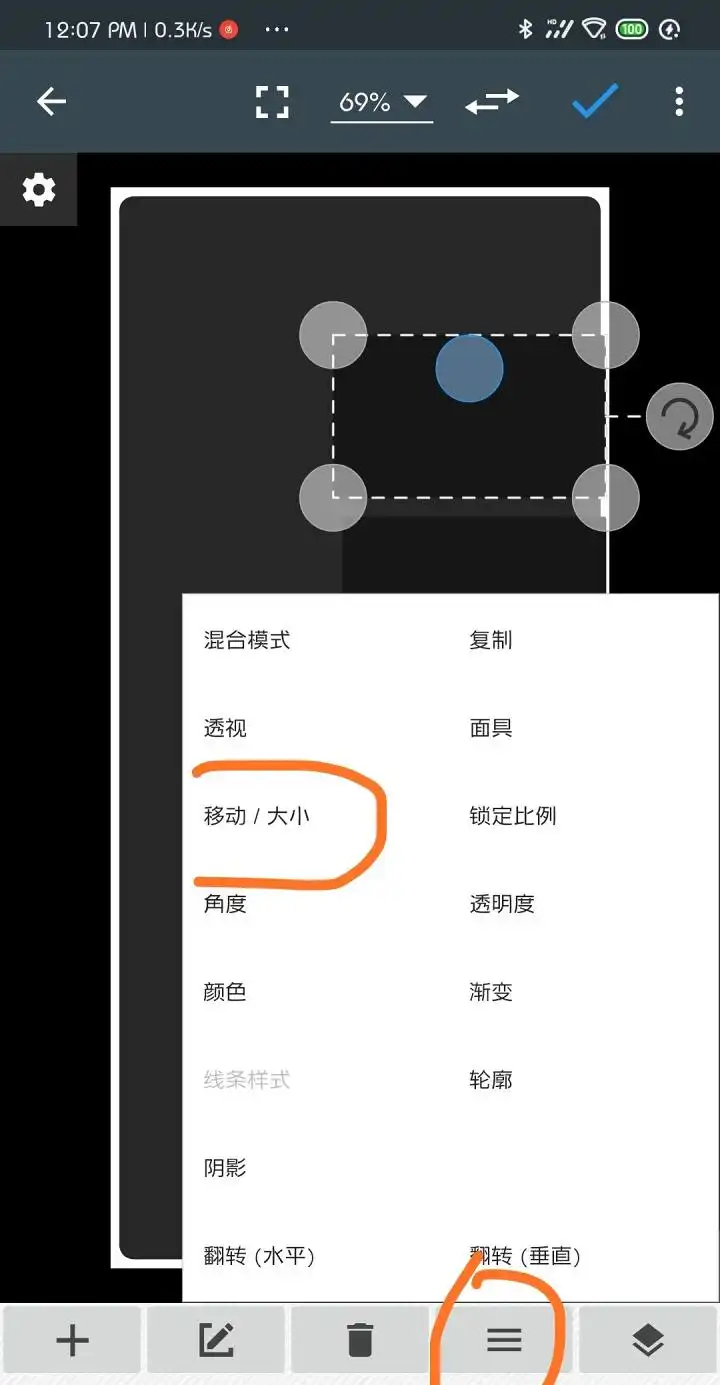 12:07 PM | 0.3K/s
HD
100
69%
混合模式 复制
透视 面具
移动 / 大小 锁定比例
角度 透明度
颜色 渐变
线条样式 轮廓
阴影
翻转 (水平) 翻转 (垂直)